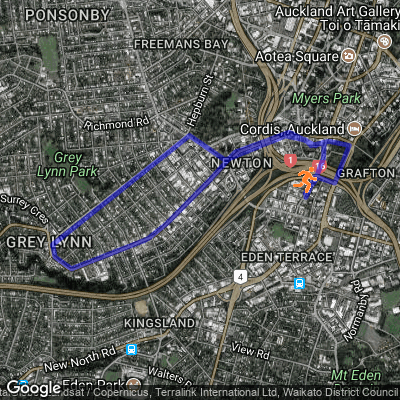 PONSONBY
Auckland Art Gallery
Toi o Tāmaki
FREEMANS BAY
Aotea Square
Hepburn St
Myers Park
Richmond Rd
Cordis, Auckland
Grey
Lynn Park
NEWTON
1
GRAFTON
Surrey Cres
GREY LYNN
EDEN TERRACE
4
Normanby Rd
KINGSLAND
New North Rd
View Rd
Mt Eden
Eden Park
Walters Rd
Google
dsat / Copernicus, Terralink International Ltd, Waikato District Council